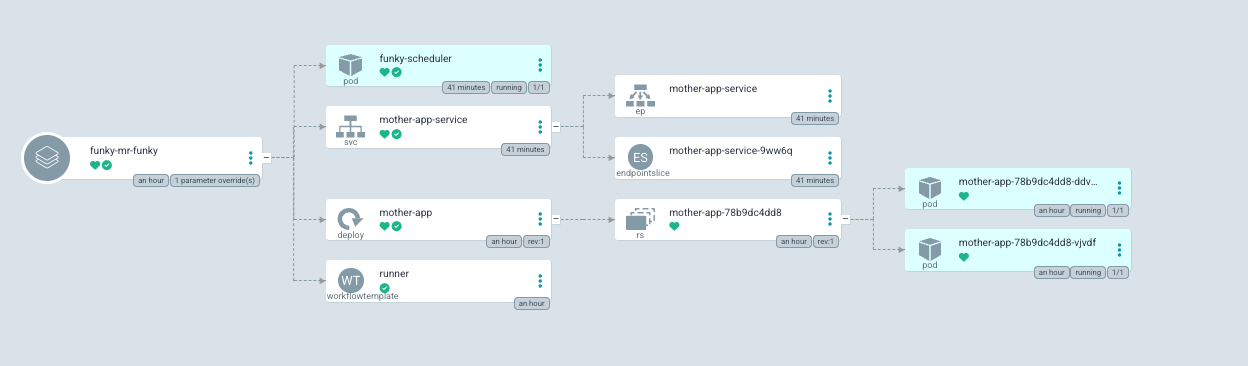 funky-mr-funky
an hour
1 parameter override(s)
funky-scheduler
pod
41 minutes
running
1/1
mother-app-service
svc
41 minutes
mother-app
deploy
an hour
rev:1
WT
runner
workflowtemplate
an hour
mother-app-service
ep
41 minutes
ES
mother-app-service-9ww6q
endpointslice
41 minutes
mother-app-78b9dc4dd8
rs
an hour
rev:1
mother-app-78b9dc4dd8-ddv...
pod
an hour
running
1/1
mother-app-78b9dc4dd8-vjvdf
pod
an hour
running
1/1